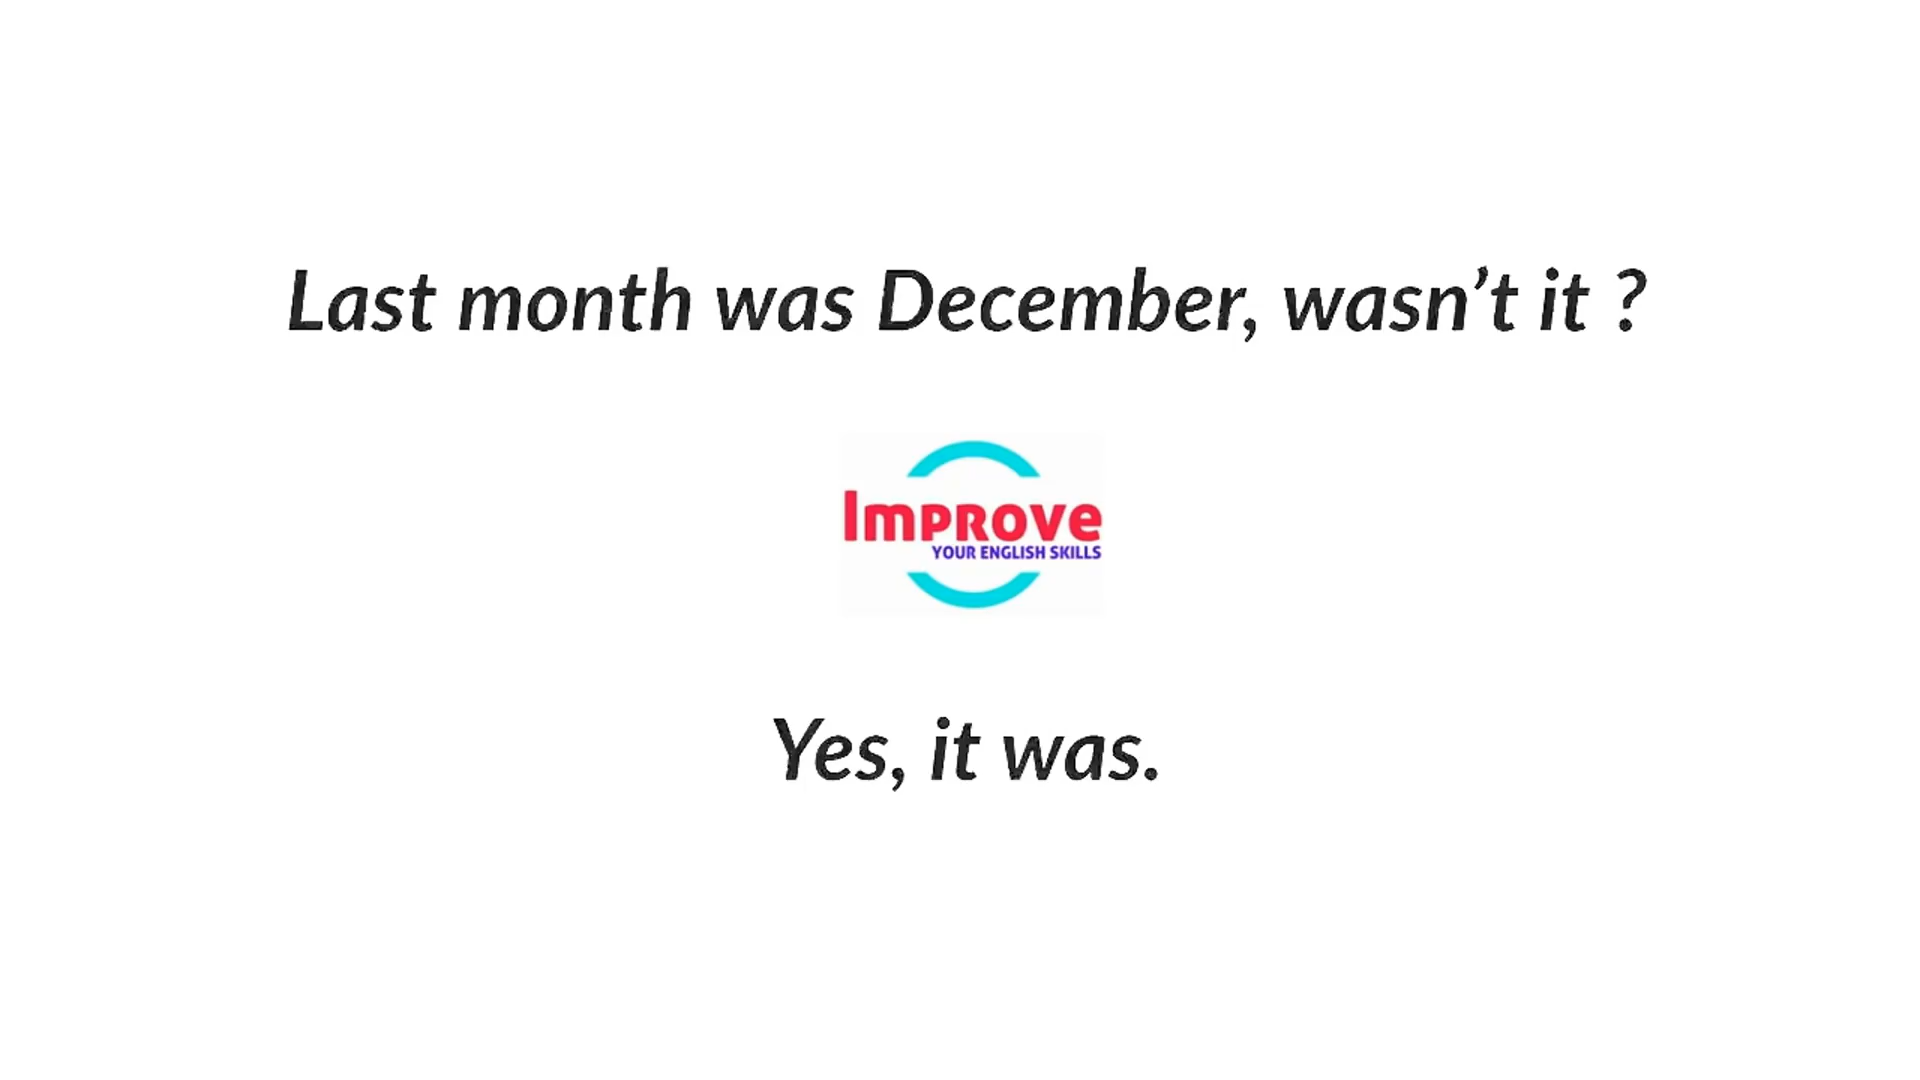 Last month was December, wasn’t it ?
Improve
YOUR ENGLISH SKILLS
Yes, it was.